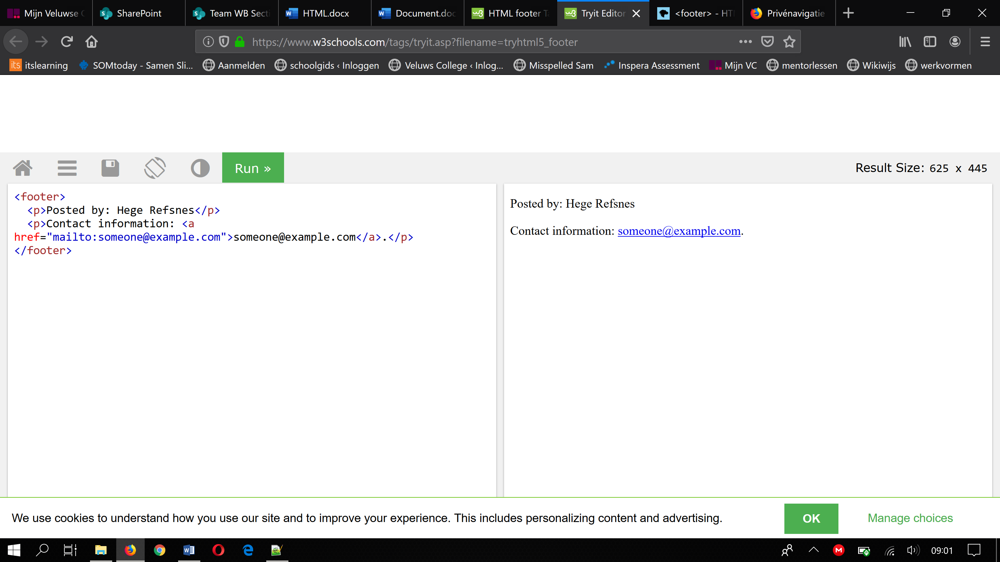 Mijn Veluwse C
SharePoint
Team WB Secti
HTML.docx
Document.doc
HTML footer Ta
Tryit Editor
<footer> - HT
Privénavigatie
https://www.w3schools.com/tags/tryit.asp?filename=tryhtml5_footer
its itslearning
SOMtoday - Samen Sli...
Aanmelden
schoolgids ‹ Inloggen
Veluws College ‹ Inlog...
Misspelled Sam
Inspera Assessment
Mijn VC
mentorlessen
Wikiwijs
werkvormen
Run »
Result Size: 625 x 445
<footer>
<p>Posted by: Hege Refsnes</p>
<p>Contact information: <a
href="mailto:someone@example.com">someone@example.com</a>.</p>
</footer>
Posted by: Hege Refsnes
Contact information: someone@example.com.
We use cookies to understand how you use our site and to improve your experience. This includes personalizing content and advertising.
OK
Manage choices
09:01